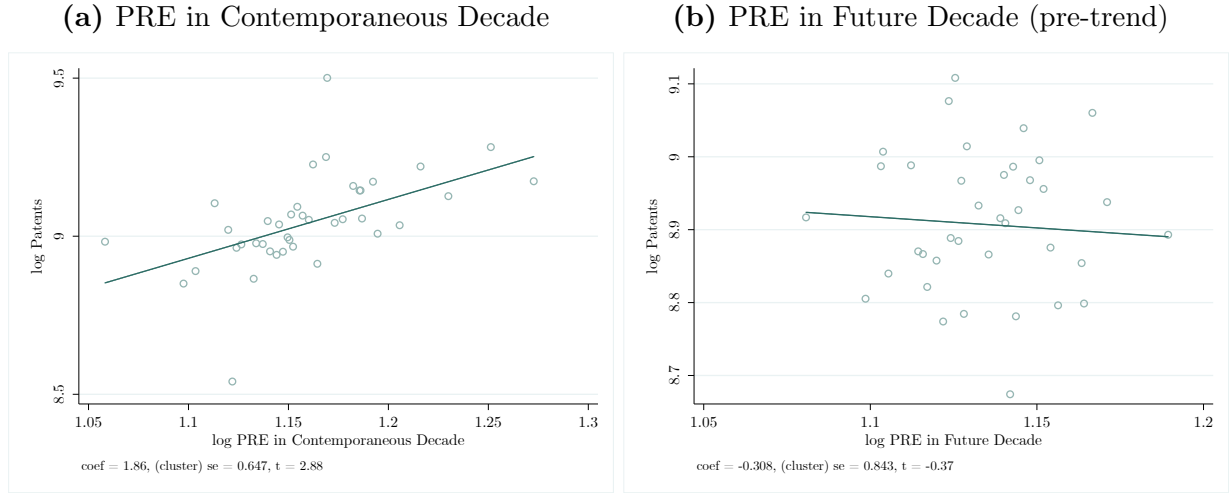 (a) PRE in Contemporaneous Decade
9.5
9
8.5
log Patents
1.05 1.1 1.15 1.2 1.25 1.3
log PRE in Contemporaneous Decade
coef = 1.86, (cluster) se = 0.647, t = 2.88
(b) PRE in Future Decade (pre-trend)
9.1
9
8.9
8.8
8.7
log Patents
1.05 1.1 1.15 1.2
log PRE in Future Decade
coef = -0.308, (cluster) se = 0.843, t = -0.37